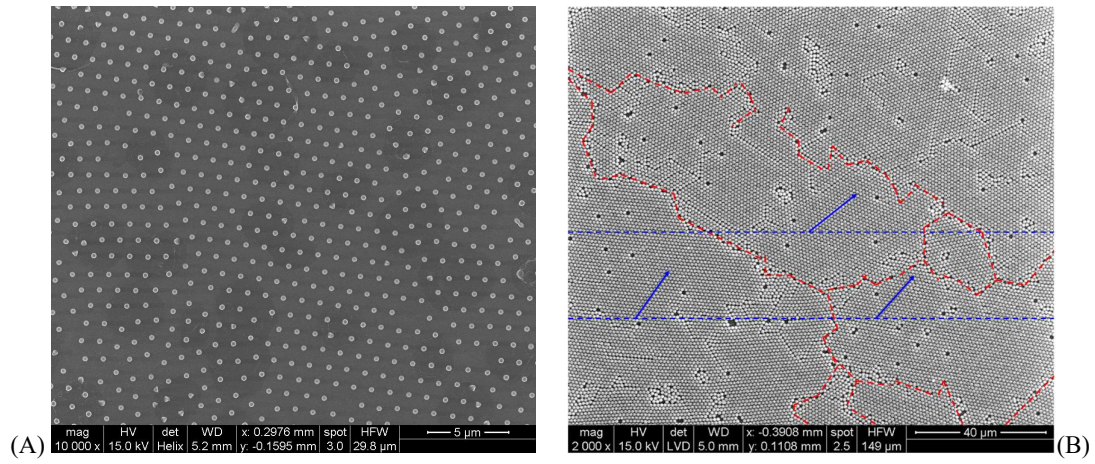 (A)
mag HV det WD x: 0.2976 mm spot HFW 5 µm
10 000 x 15.0 kV Helix 5.2 mm y: -0.1595 mm 3.0 29.8 µm
mag HV det WD x: -0.3908 mm spot HFW 40 µm
2 000 x 15.0 kV LVD 5.0 mm y: 0.1108 mm 2.5 149 µm
(B)